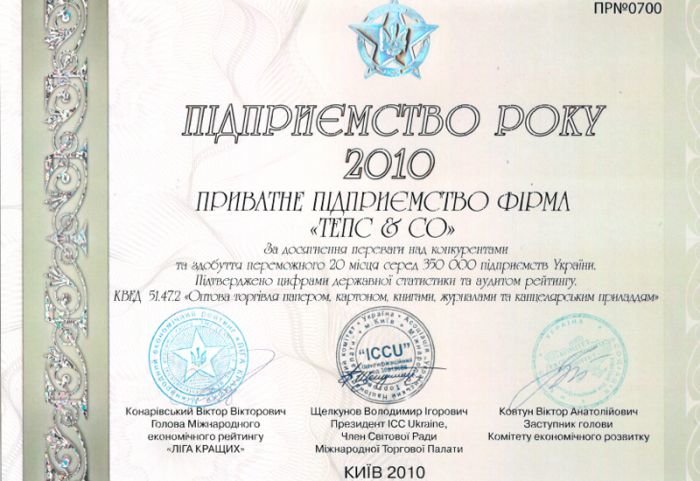 ПР№0700
ПІДПРИЄМСТВО РОКУ
2010
ПРИВАТНЕ ПІДПРИЄМСТВО ФІРМА
«ТЕПС & СО»
За досягнення переваги над конкурентами
та здобуття переможного 20 місця серед 350 000 підприємств України.
Підтверджено цифрами державної статистики та аудитом рейтингу.
КВЕД 51.47.2 «Оптова торгівля папером, картоном, книгами, журналами та канцелярським приладдям»
"ICCU"
Конарівський Віктор Вікторович
Голова Міжнародного
економічного рейтингу
«ЛІГА КРАЩИХ»
Щелкунов Володимир Ігорович
Президент ICC Ukraine,
Член Світової Ради
Міжнародної Торгової Палати
Ковтун Віктор Анатолійович
Заступник голови
Комітету економічного розвитку
КИЇВ 2010